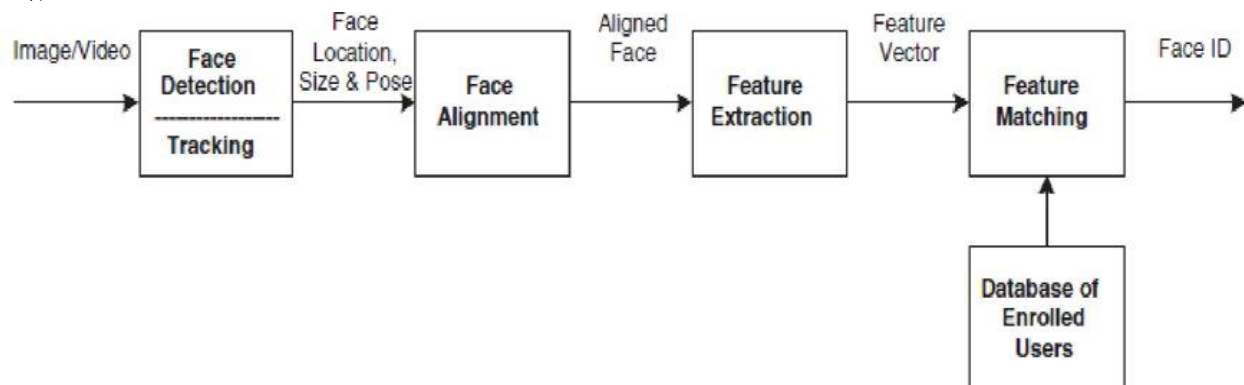 Image/Video
Face
Detection
Tracking
Face
Location,
Size & Pose
Face
Alignment
Aligned
Face
Feature
Extraction
Feature
Vector
Feature
Matching
Face ID
Database of
Enrolled
Users